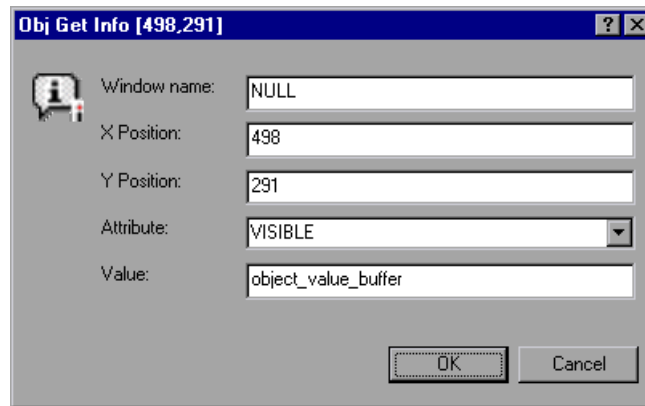 Obj Get Info [498,291]
Window name: NULL
X Position: 498
Y Position: 291
Attribute: VISIBLE
Value: object_value_buffer
OK Cancel